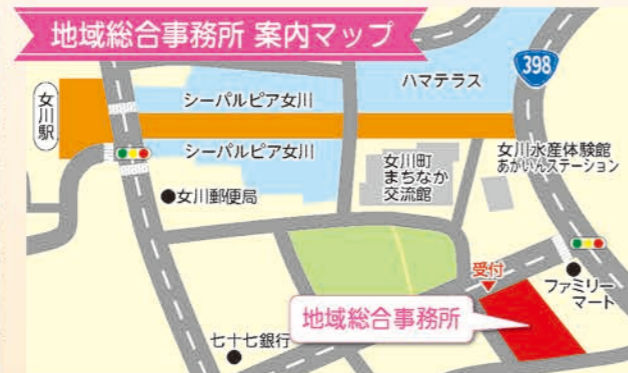 地域総合事務所 案内マップ
398
ハマテラス
シーパルピア女川
女川駅
シーパルピア女川
女川町
まちなか
交流館
女川水産体験館
あがいんステーション
女川郵便局
受付
ファミリー
マート
地域総合事務所
七十七銀行